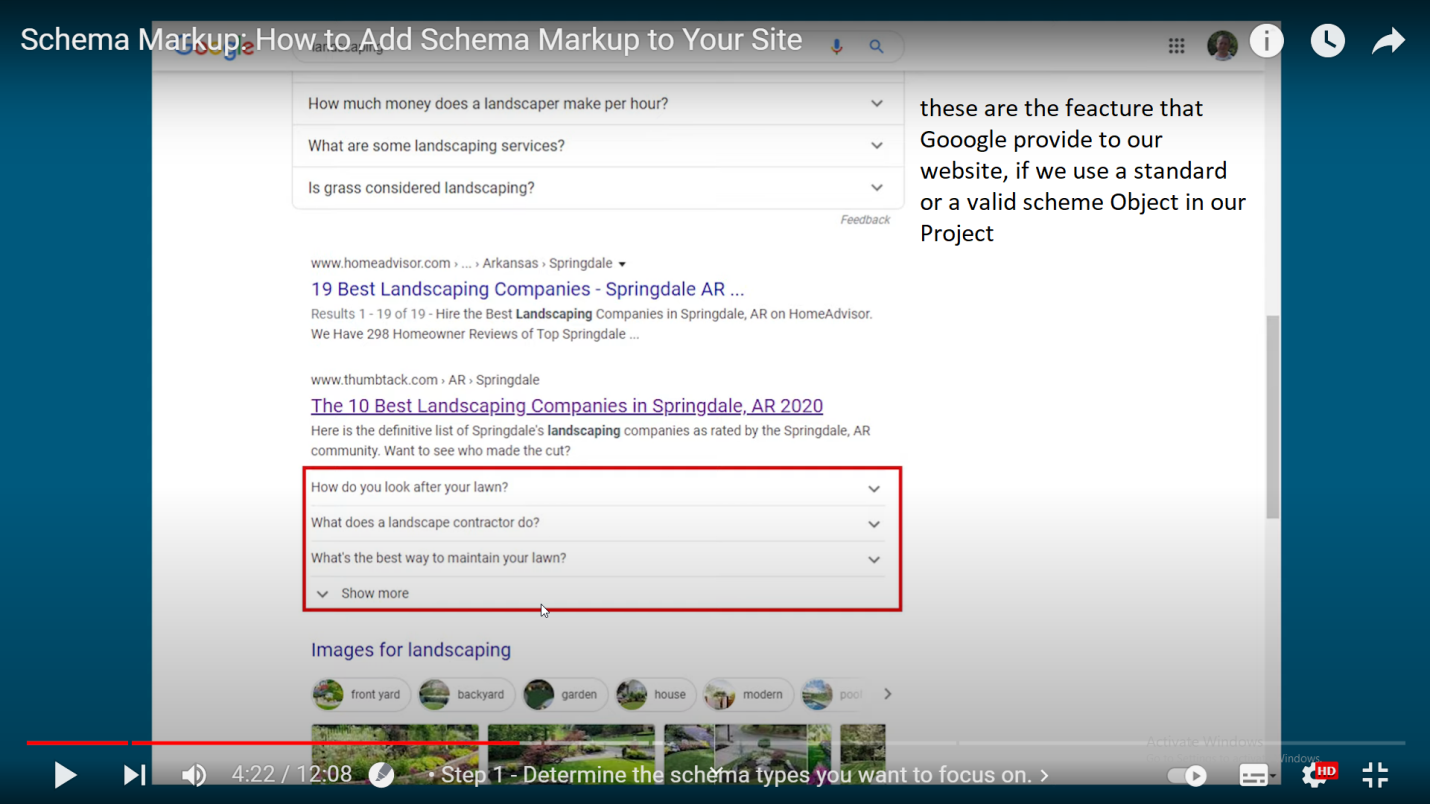 Schema Markup: How to Add Schema Markup to Your Site
Google
landscaping
How much money does a landscaper make per hour?
What are some landscaping services?
Is grass considered landscaping?
Feedback
these are the feacture that
Gooogle provide to our
website, if we use a standard
or a valid scheme Object in our
Project
www.homeadvisor.com › ... › Arkansas › Springdale
19 Best Landscaping Companies - Springdale AR ...
Results 1 - 19 of 19 - Hire the Best Landscaping Companies in Springdale, AR on HomeAdvisor.
We Have 298 Homeowner Reviews of Top Springdale ...
www.thumbtack.com › AR › Springdale
The 10 Best Landscaping Companies in Springdale, AR 2020
Here is the definitive list of Springdale's landscaping companies as rated by the Springdale, AR
community. Want to see who made the cut?
How do you look after your lawn?
What does a landscape contractor do?
What's the best way to maintain your lawn?
Show more
Images for landscaping
front yard backyard garden house modern pool
Activate Windows
Windows.
4:22 / 12:08 • Step 1 - Determine the schema types you want to focus on. › HD